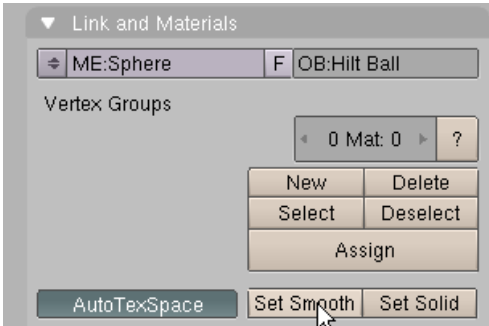 Link and Materials
ME:Sphere F OB:Hilt Ball
Vertex Groups
0 Mat: 0 ?
New Delete
Select Deselect
Assign
AutoTexSpace Set Smooth Set Solid